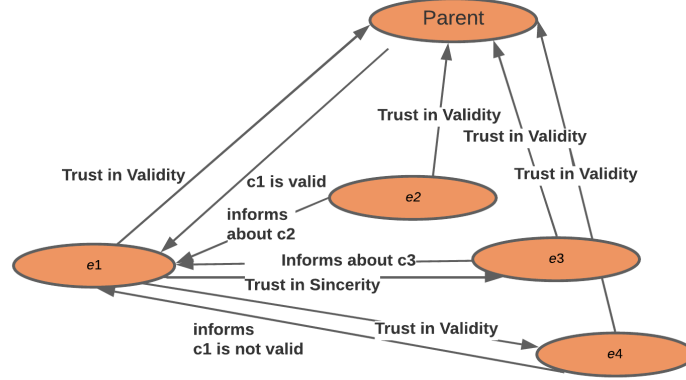 Parent
Trust in Validity
Trust in Validity
Trust in Validity
Trust in Validity
c1 is valid
e2
informs
about c2
e1
Informs about c3
e3
Trust in Sincerity
informs
c1 is not valid
Trust in Validity
e4